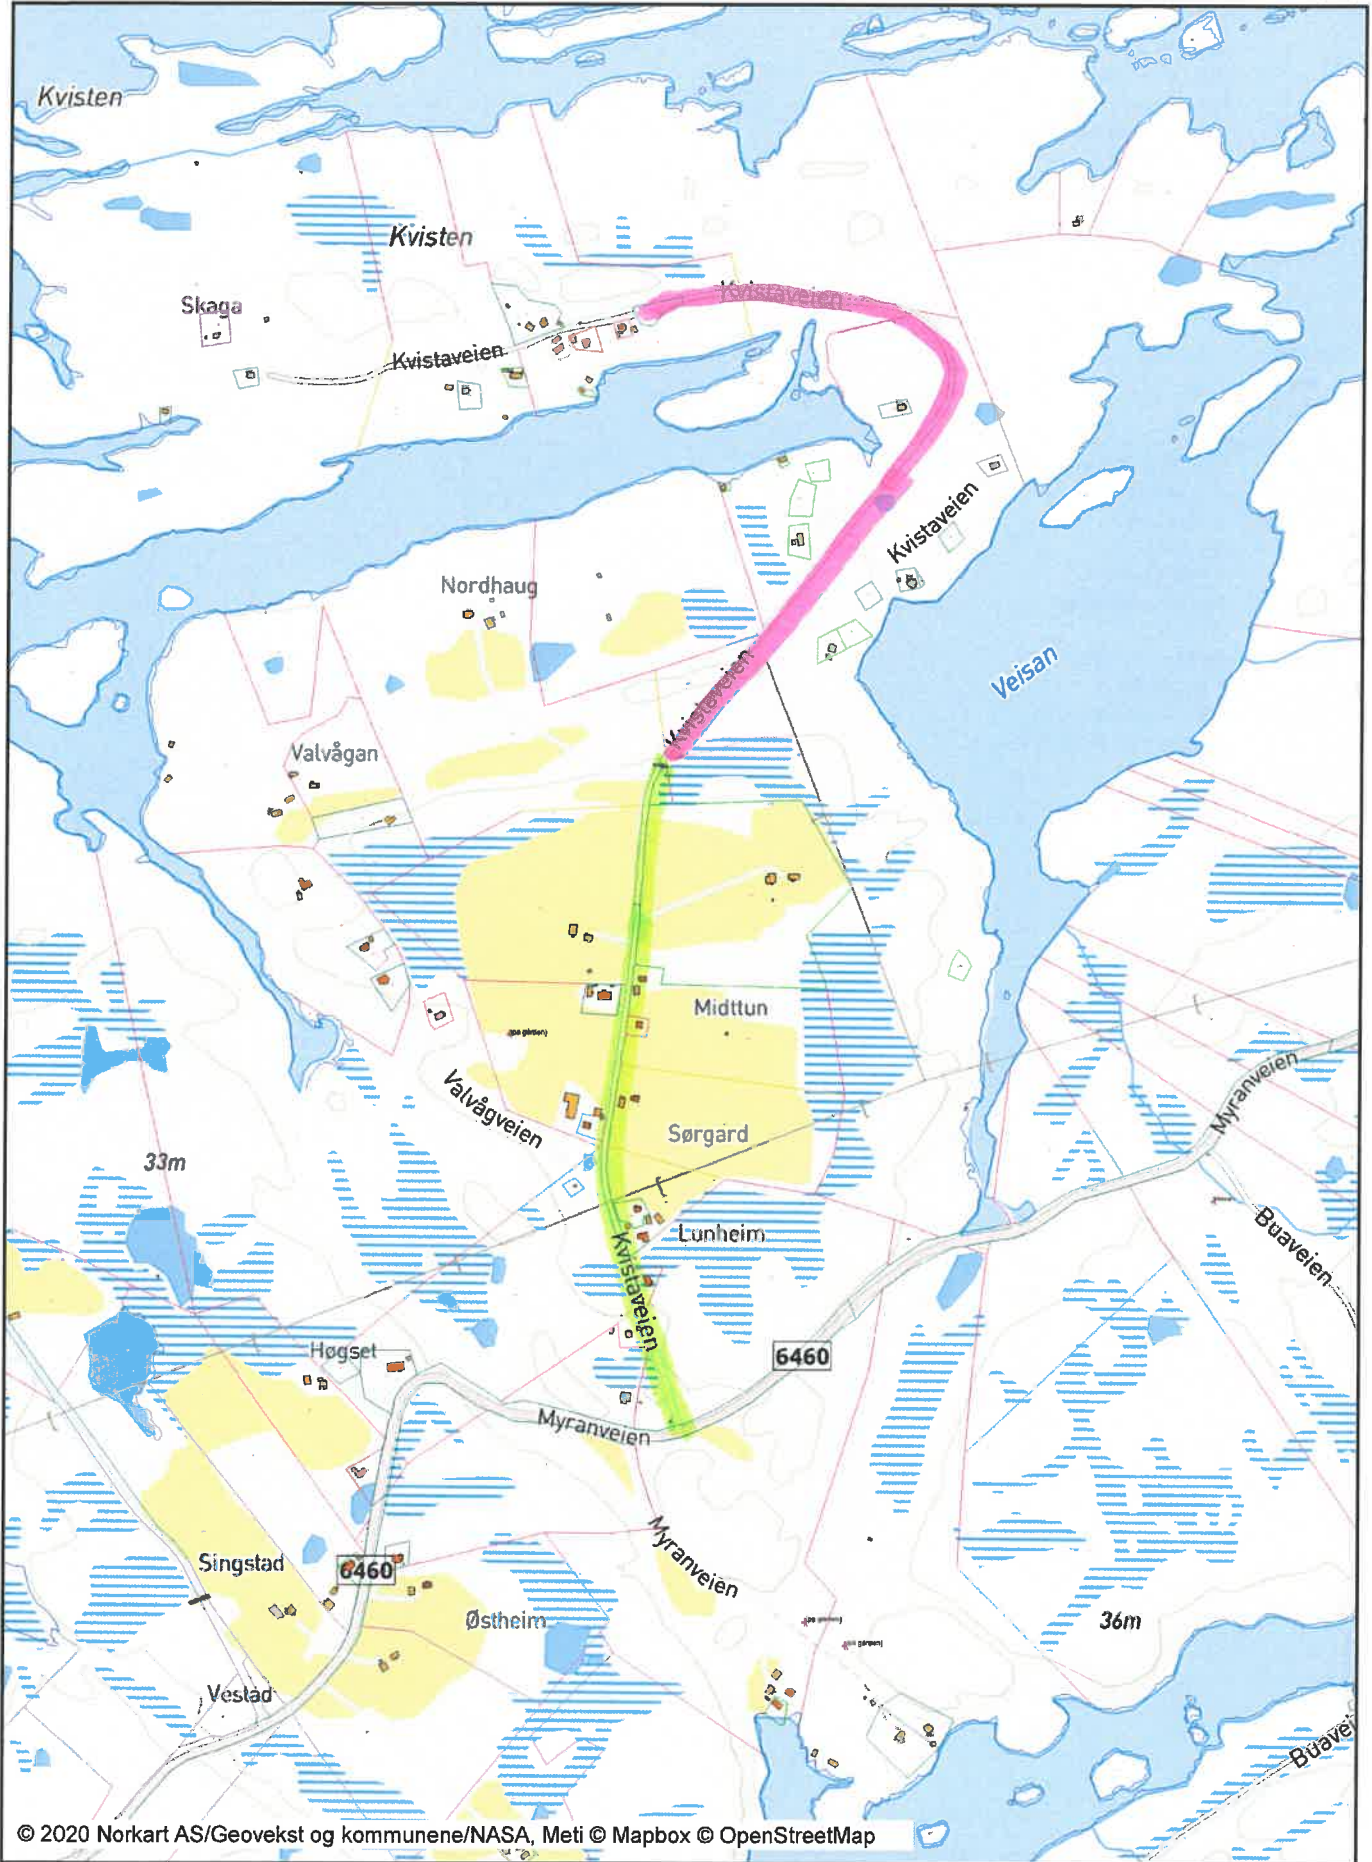 Kvisten
Kvisten
Skaga
Kvistaveien
Kvistaveien
Kvistaveien
Nordhaug
Kvistaveien
Veisan
Valvågan
Midttun
Valvågveien
Myranveien
Sørgard
33m
Lunheim
Buaveien
Kvistaveien
Høgset
6460
Myranveien
Myranveien
Singstad
6460
Østheim
36m
Vestad
Buavei
© 2020 Norkart AS/Geovekst og kommunene/NASA, Meti © Mapbox © OpenStreetMap